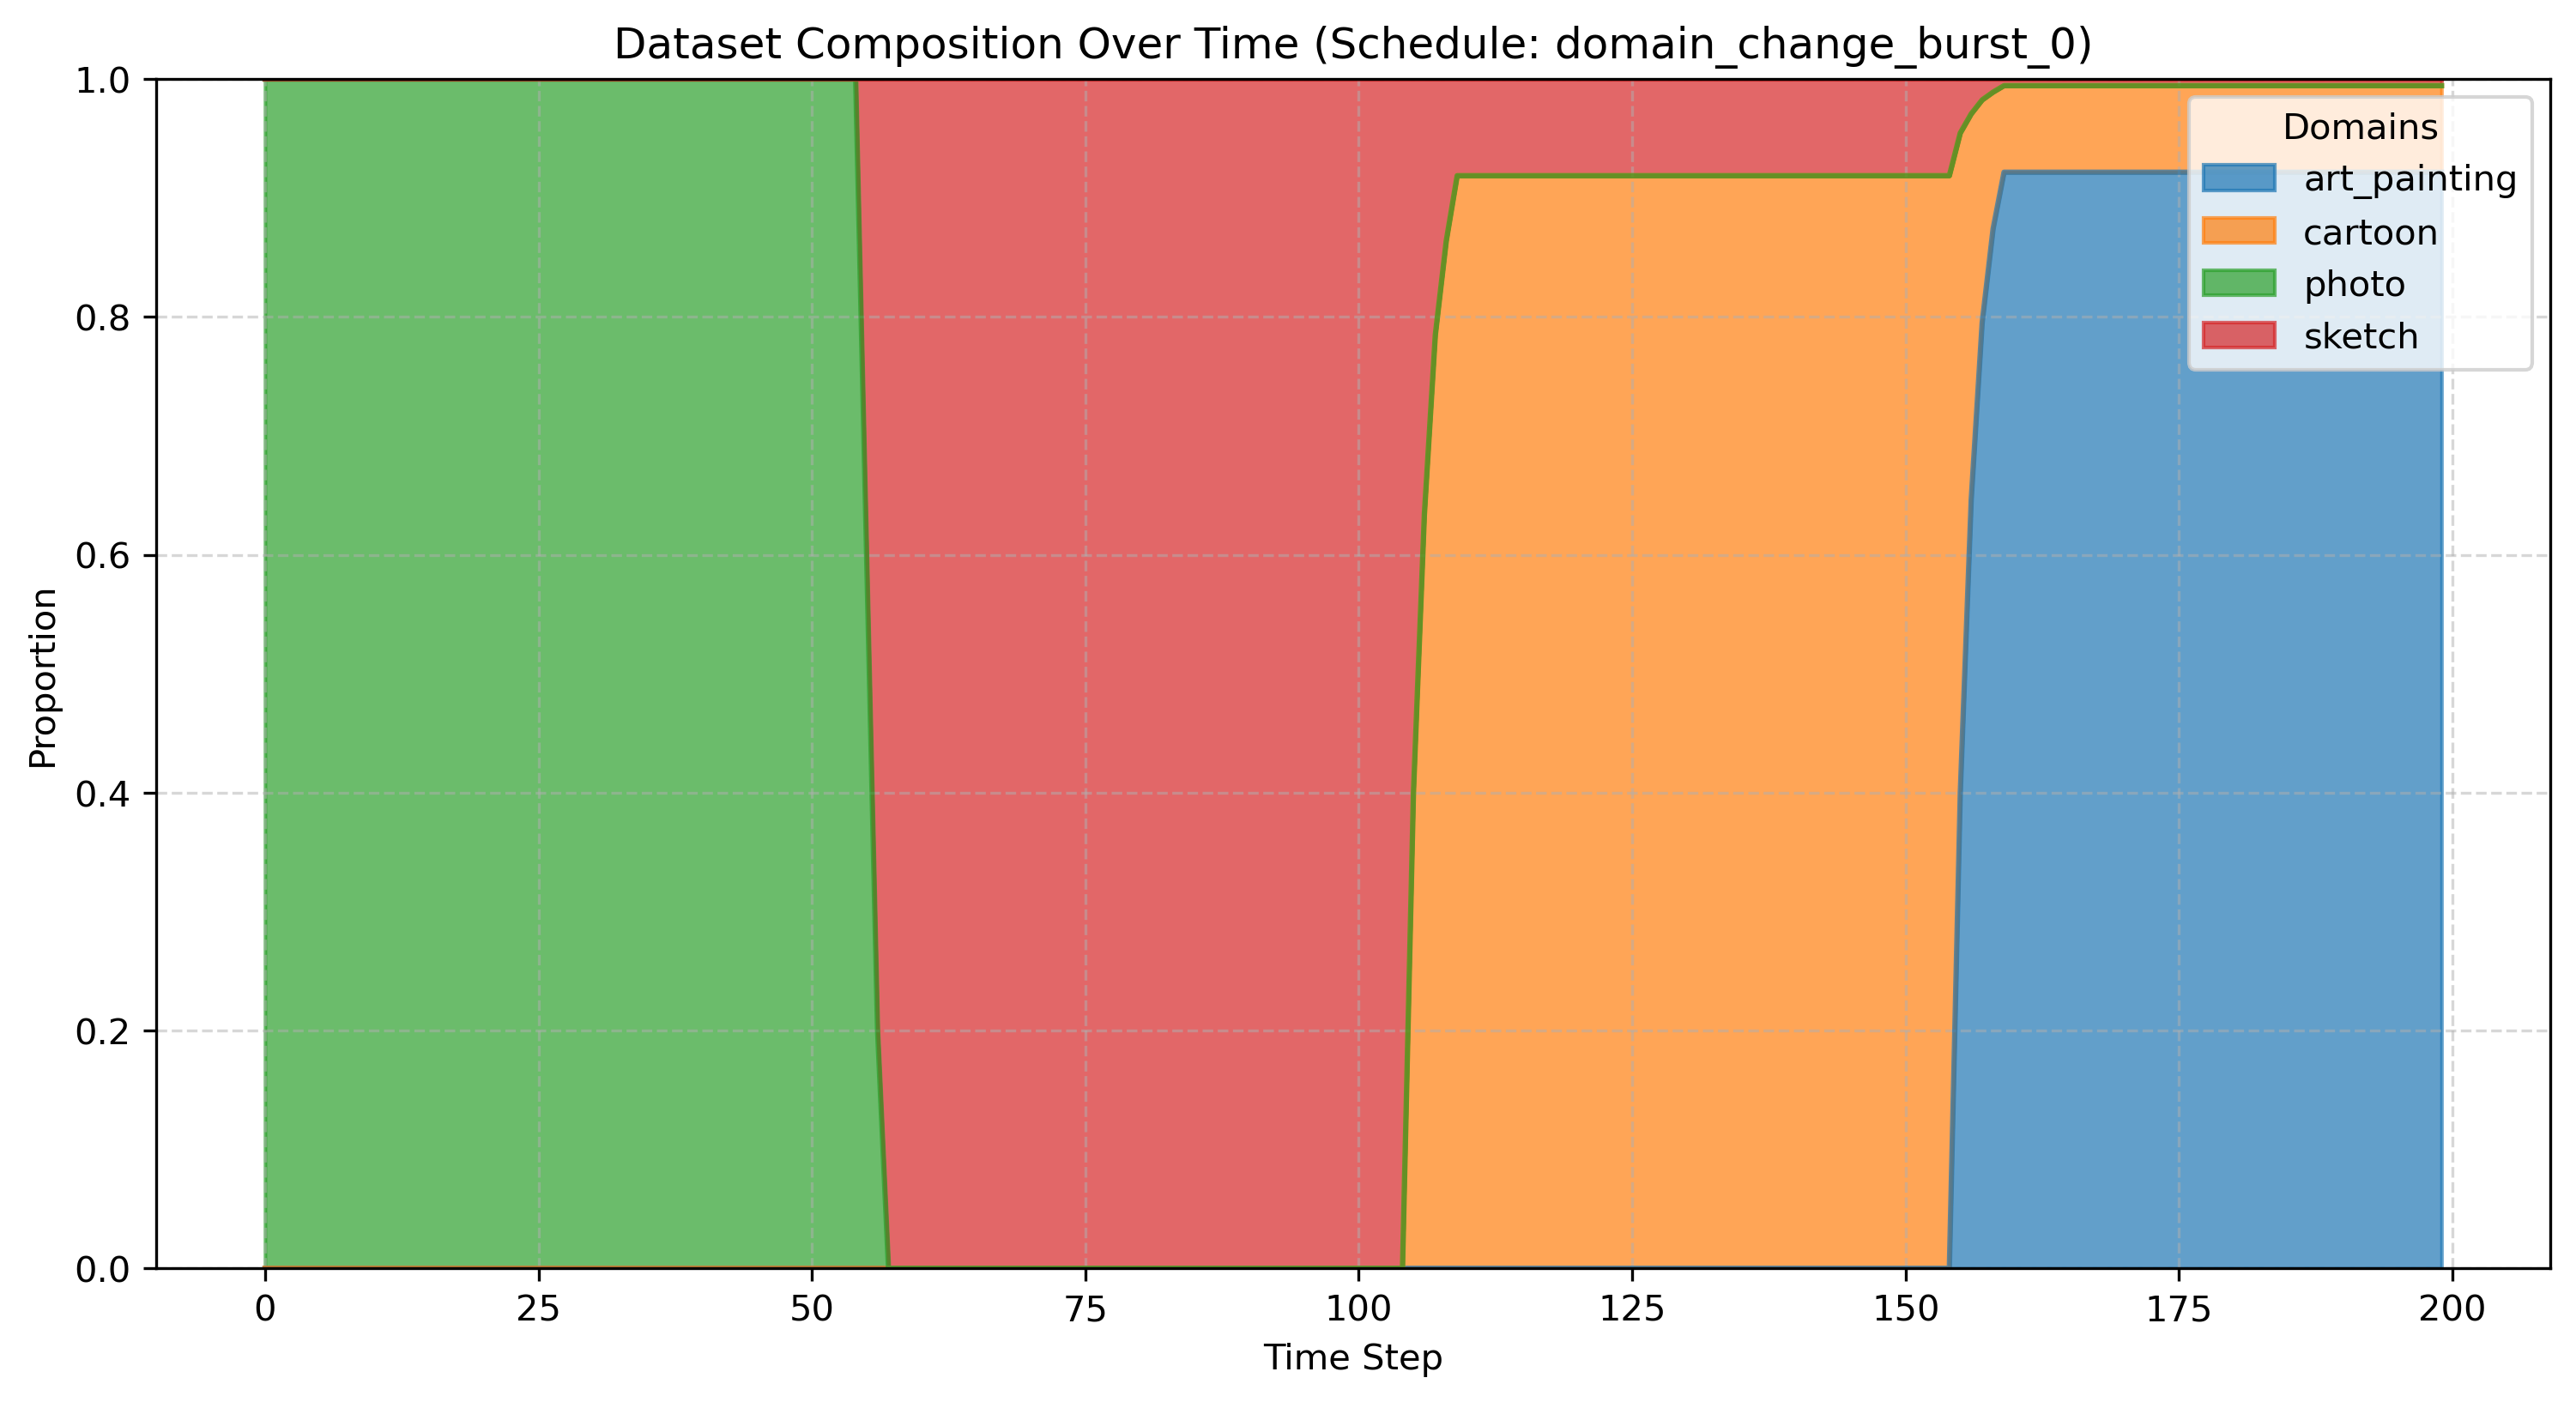 Dataset Composition Over Time (Schedule: domain_change_burst_0)
1.0
0.8
0.6
0.4
0.2
0.0
Proportion
Domains
art_painting
cartoon
photo
sketch
0 25 50 75 100 125 150 175 200
Time Step